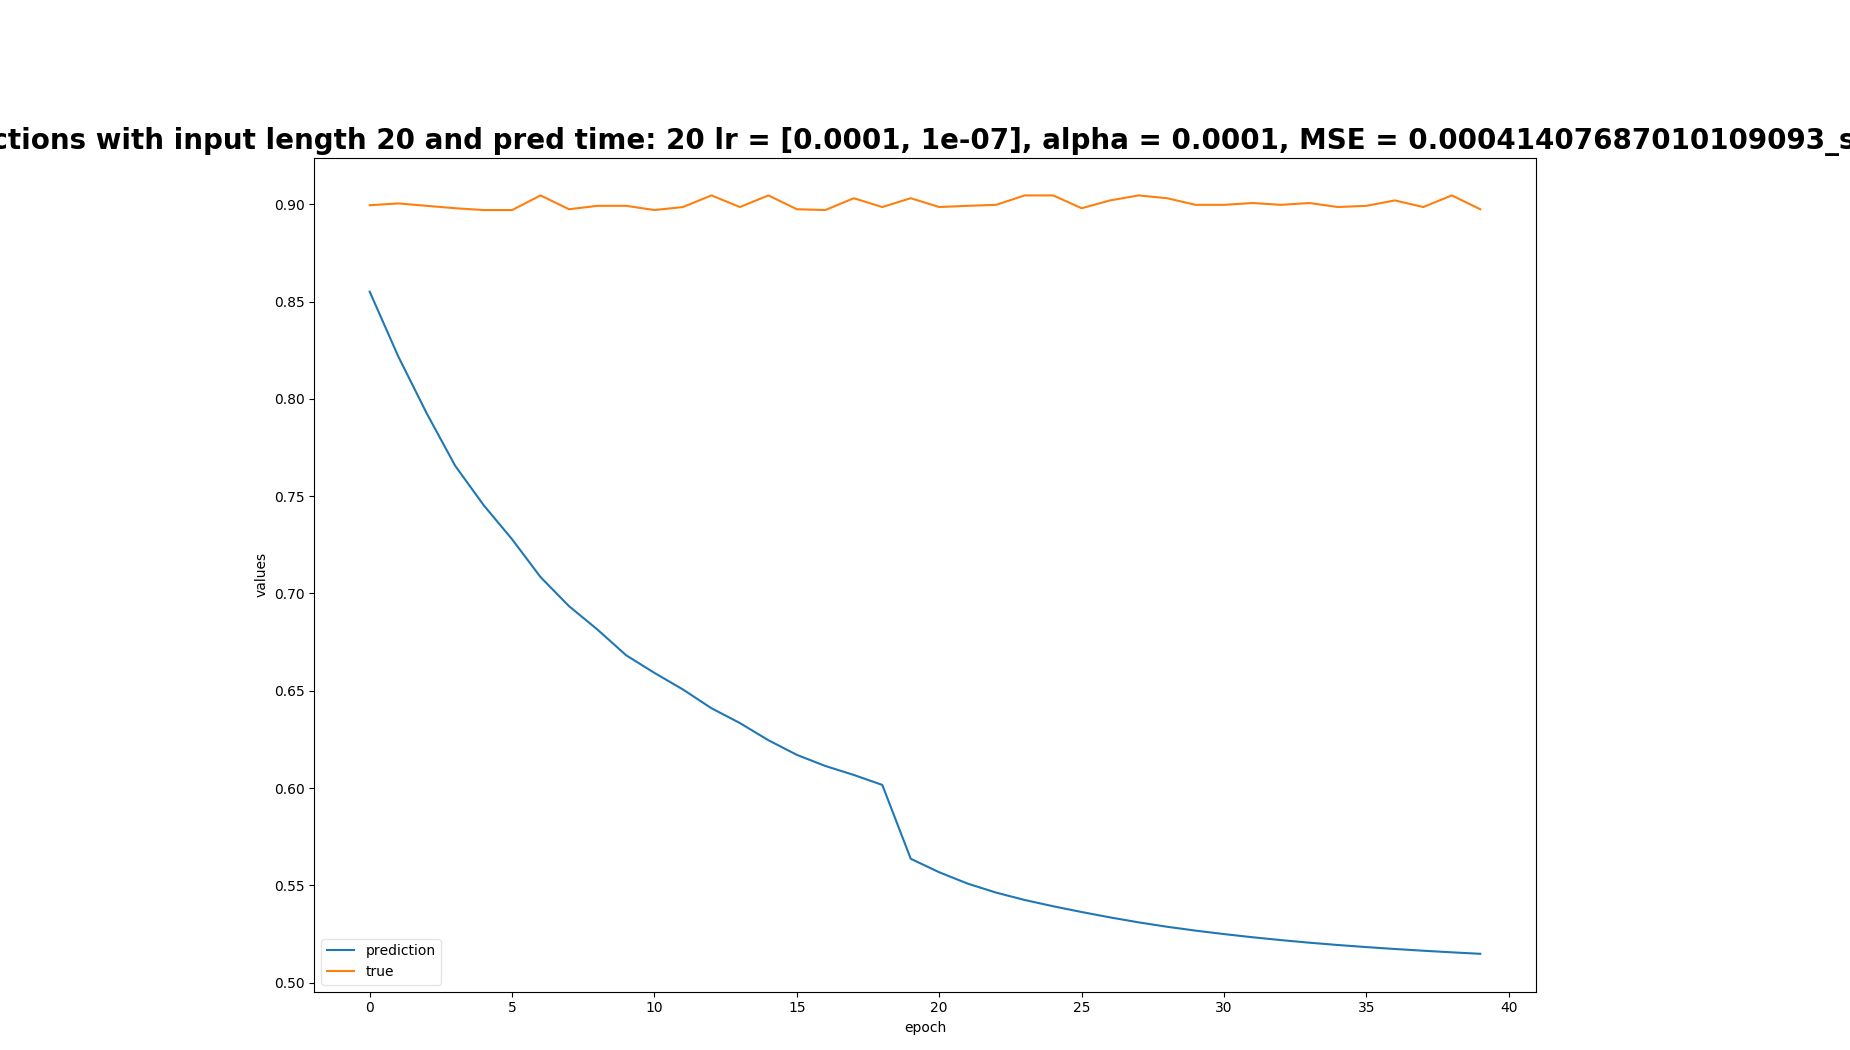 ctions with input length 20 and pred time: 20 lr = [0.0001, 1e-07], alpha = 0.0001, MSE = 0.00041407687010109093_s
0.90
0.85
0.80
0.75
0.70
0.65
0.60
0.55
0.50
values
prediction
true
0 5 10 15 20 25 30 35 40
epoch